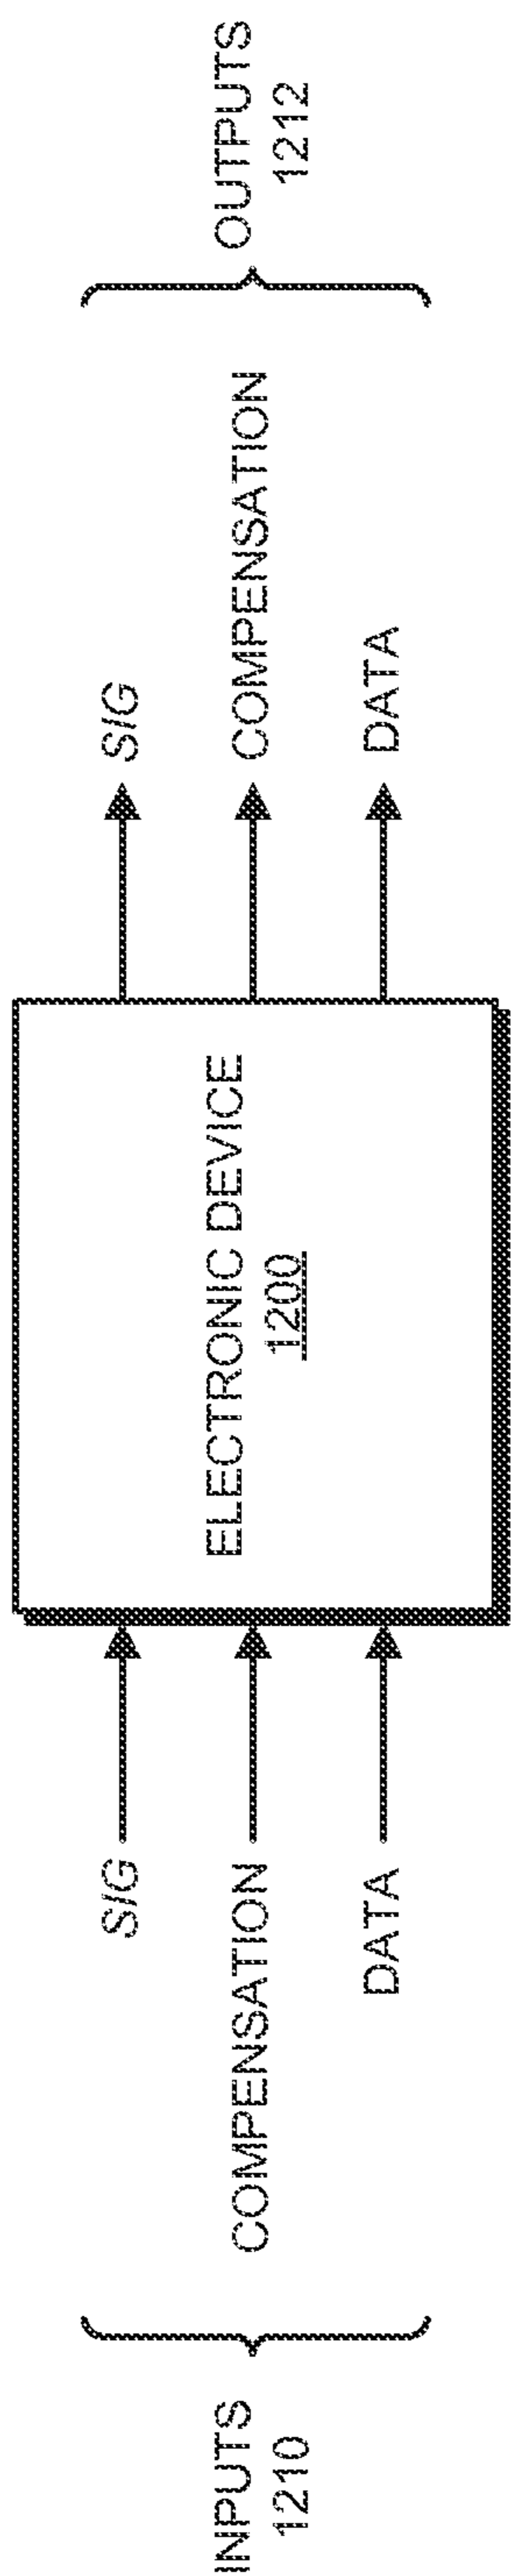 INPUTS
1210
SIG
COMPENSATION
DATA
ELECTRONIC DEVICE
1200
SIG
COMPENSATION
DATA
OUTPUTS
1212